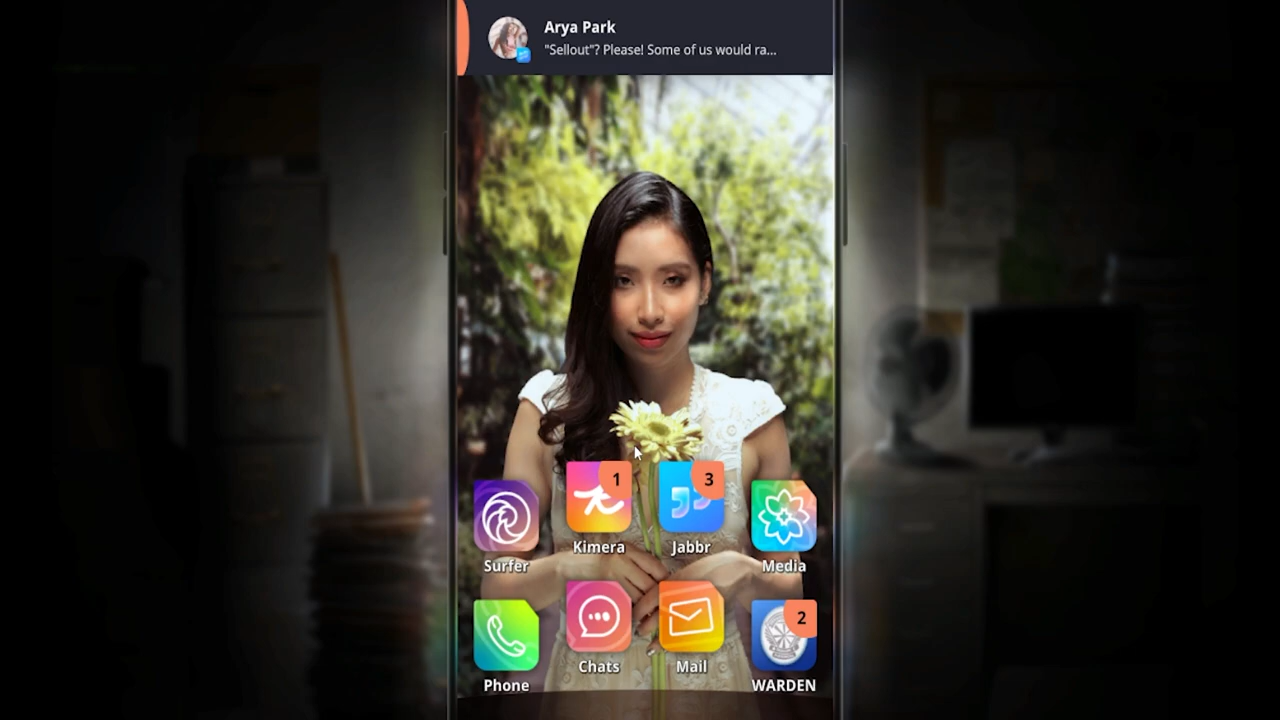 Arya Park
"Sellout"? Please! Some of us would ra...
1
3
Surfer
Kimera
Jabbr
Media
2
Phone
Chats
Mail
WARDEN